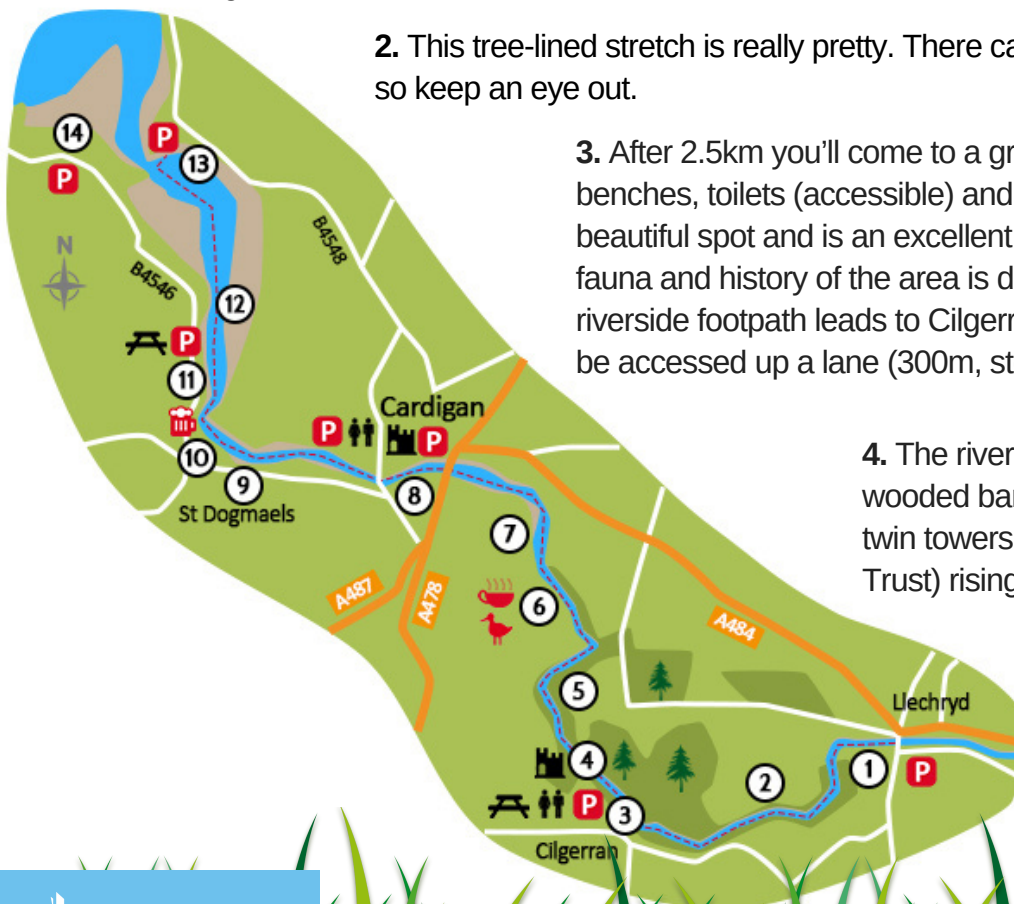 2. This tree-lined stretch is really pretty. There ca
so keep an eye out.
3. After 2.5km you'll come to a gr
benches, toilets (accessible) and
beautiful spot and is an excellent
fauna and history of the area is d
riverside footpath leads to Cilgerr
be accessed up a lane (300m, st
4. The river
wooded bar
twin towers
Trust) rising
14
P
13
P
N
B4548
B4546
12
P
11
Cardigan
P
P
10
9
8
St Dogmaels
7
A487
A478
6
A484
5
Llechryd
4
2
1
P
P
3
Cilgerran